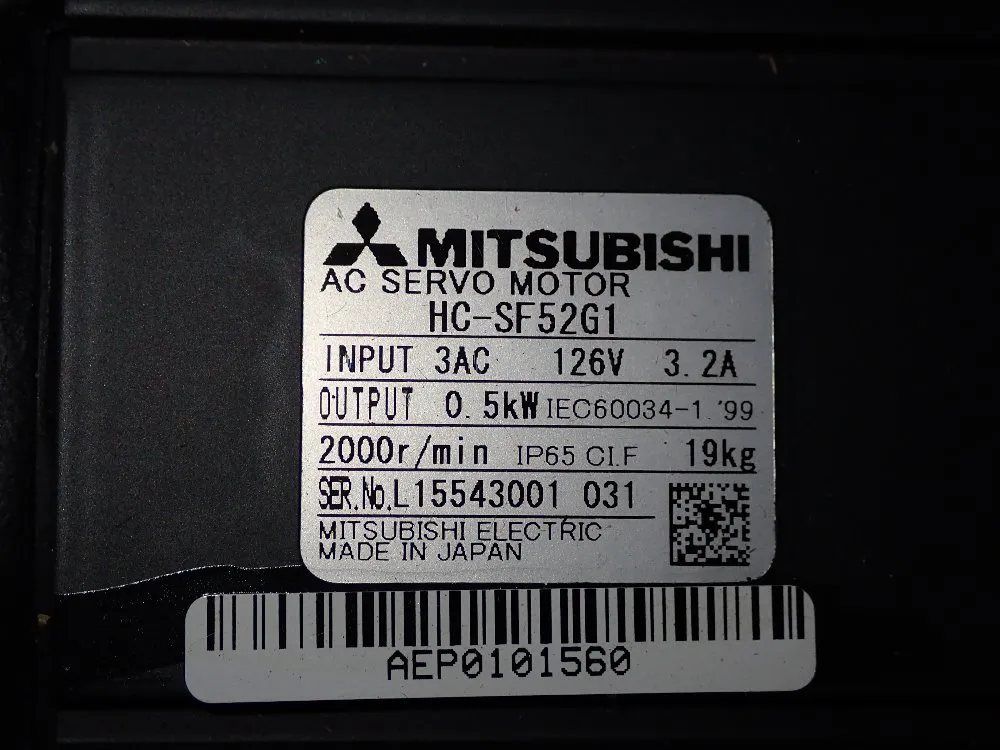 MITSUBISHI
AC SERVO MOTOR
HC-SF52G1
INPUT 3AC 126V 3.2A
OUTPUT 0.5kW IEC60034-1 '99
2000r/min IP65 CI.F 19kg
SER.No.L15543001 031
MITSUBISHI ELECTRIC
MADE IN JAPAN
AEP0101560